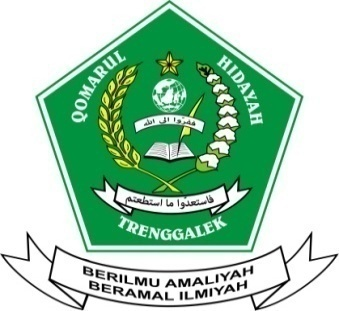 QOMARUL HIDAYAH
ففروا الى الله
فاستعدوا ما استطعتم
TRENGGALEK
BERILMU AMALIYAH
BERAMAL ILMIYAH